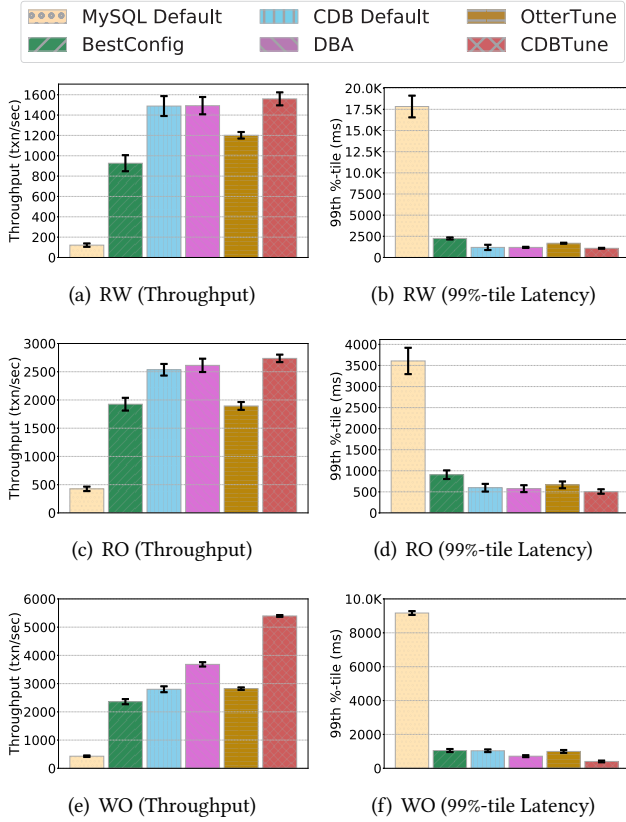 MySQL Default CDB Default OtterTune
BestConfig DBA CDBTune
Throughput (txn/sec)
1600
1400
1200
1000
800
600
400
200
0
(a) RW (Throughput)
99th %-tile (ms)
20.0K
17.5K
15.0K
12.5K
10.0K
7500
5000
2500
0
(b) RW (99%-tile Latency)
Throughput (txn/sec)
3000
2500
2000
1500
1000
500
0
(c) RO (Throughput)
99th %-tile (ms)
4000
3500
3000
2500
2000
1500
1000
500
0
(d) RO (99%-tile Latency)
Throughput (txn/sec)
6000
5000
4000
3000
2000
1000
0
(e) WO (Throughput)
99th %-tile (ms)
10.0K
8000
6000
4000
2000
0
(f) WO (99%-tile Latency)